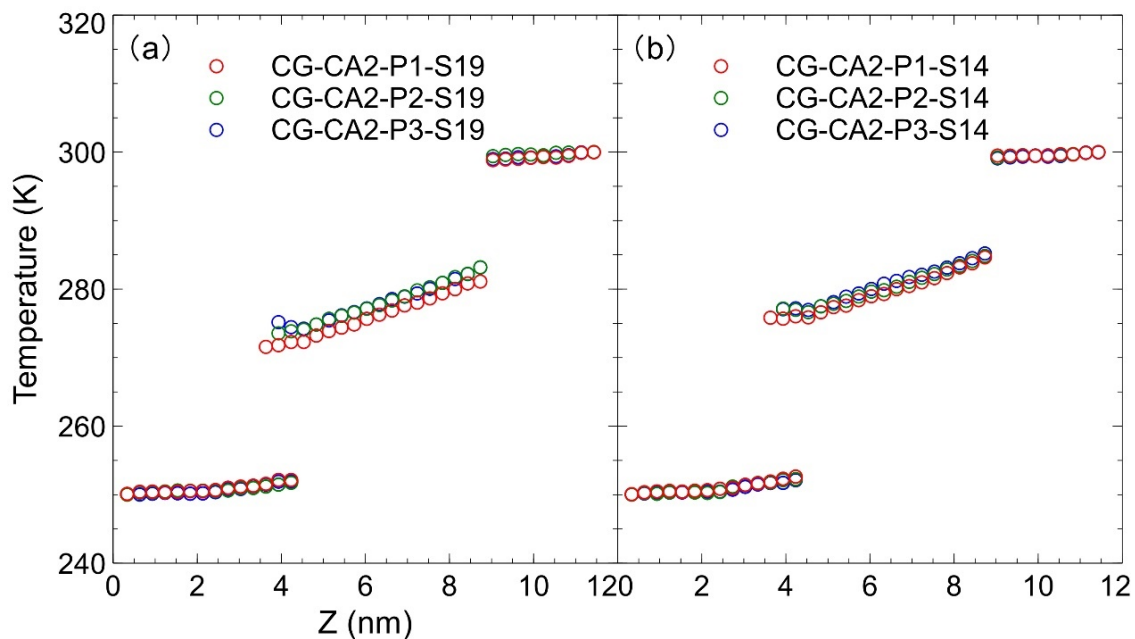 (a)
CG-CA2-P1-S19
CG-CA2-P2-S19
CG-CA2-P3-S19
(b)
CG-CA2-P1-S14
CG-CA2-P2-S14
CG-CA2-P3-S14
320
300
280
260
240
Temperature (K)
0 2 4 6 8 10 12
0 2 4 6 8 10 12
Z (nm)